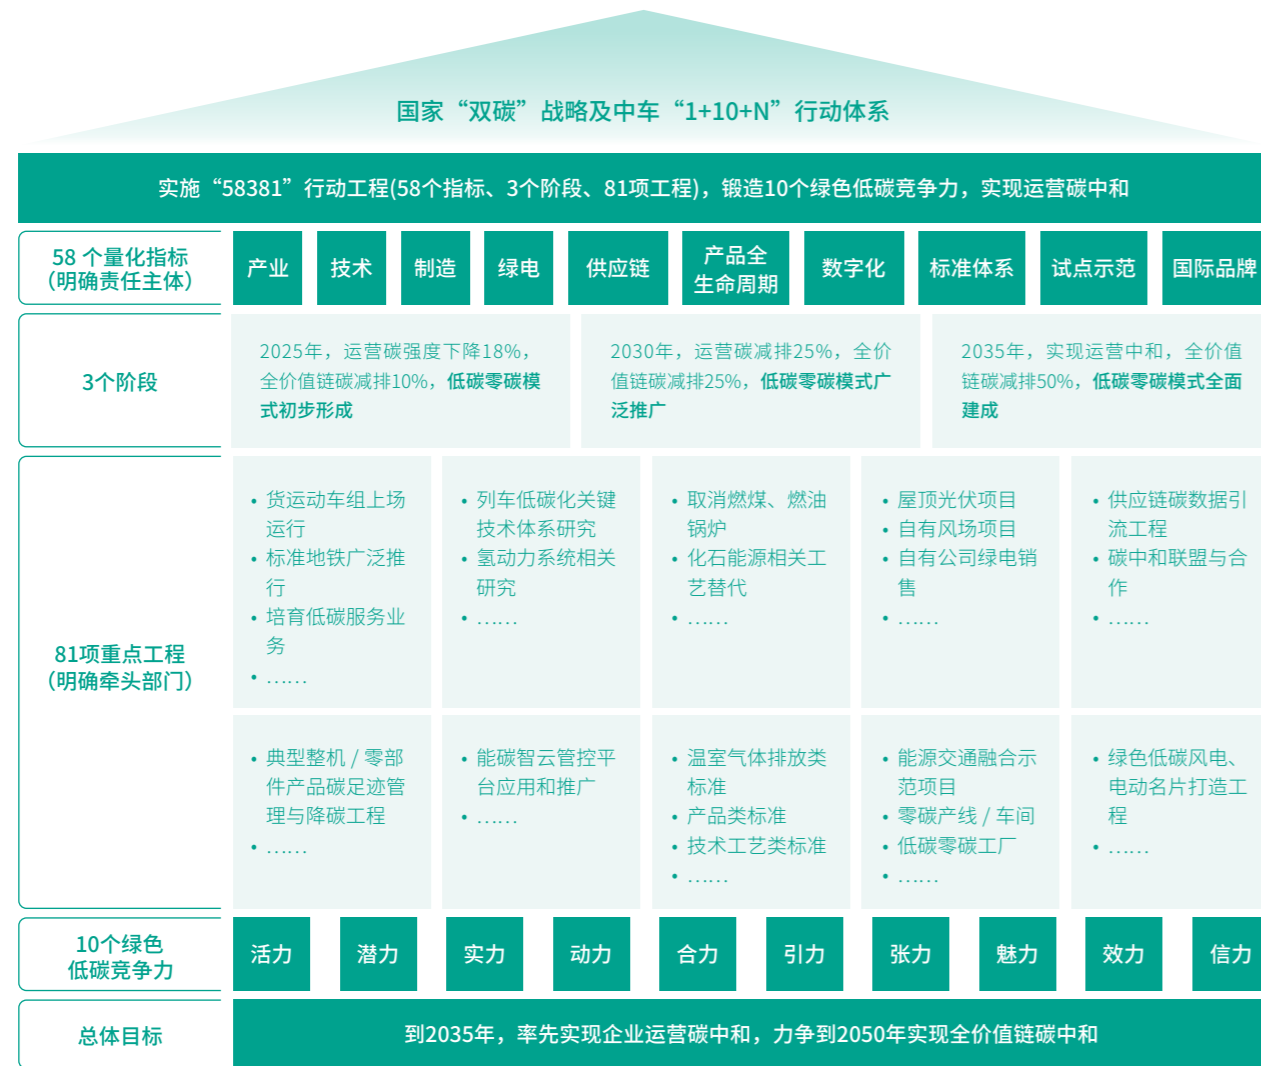 国家“双碳”战略及中车“1+10+N”行动体系
实施“58381”行动工程(58个指标、3个阶段、81项工程)，锻造10个绿色低碳竞争力，实现运营碳中和
58 个量化指标
（明确责任主体）
产业
技术
制造
绿电
供应链
产品全
生命周期
数字化
标准体系
试点示范
国际品牌
3个阶段
2025年，运营碳强度下降18%，
全价值链碳减排10%，低碳零碳模
式初步形成
2030年，运营碳减排25%，全价
值链碳减排25%，低碳零碳模式广
泛推广
2035年，实现运营中和，全价值
链碳减排50%，低碳零碳模式全面
建成
81项重点工程
（明确牵头部门）
• 货运动车组上场
运行
• 标准地铁广泛推
行
• 培育低碳服务业
务
• ……
• 列车低碳化关键
技术体系研究
• 氢动力系统相关
研究
• ……
• 取消燃煤、燃油
锅炉
• 化石能源相关工
艺替代
• ……
• 屋顶光伏项目
• 自有风场项目
• 自有公司绿电销
售
• ……
• 供应链碳数据引
流工程
• 碳中和联盟与合
作
• ……
• 典型整机 / 零部
件产品碳足迹管
理与降碳工程
• ……
• 能碳智云管控平
台应用和推广
• ……
• 温室气体排放类
标准
• 产品类标准
• 技术工艺类标准
• ……
• 能源交通融合示
范项目
• 零碳产线 / 车间
• 低碳零碳工厂
• ……
• 绿色低碳风电、
电动名片打造工
程
• ……
10个绿色
低碳竞争力
活力
潜力
实力
动力
合力
引力
张力
魅力
效力
信力
总体目标
到2035年，率先实现企业运营碳中和，力争到2050年实现全价值链碳中和